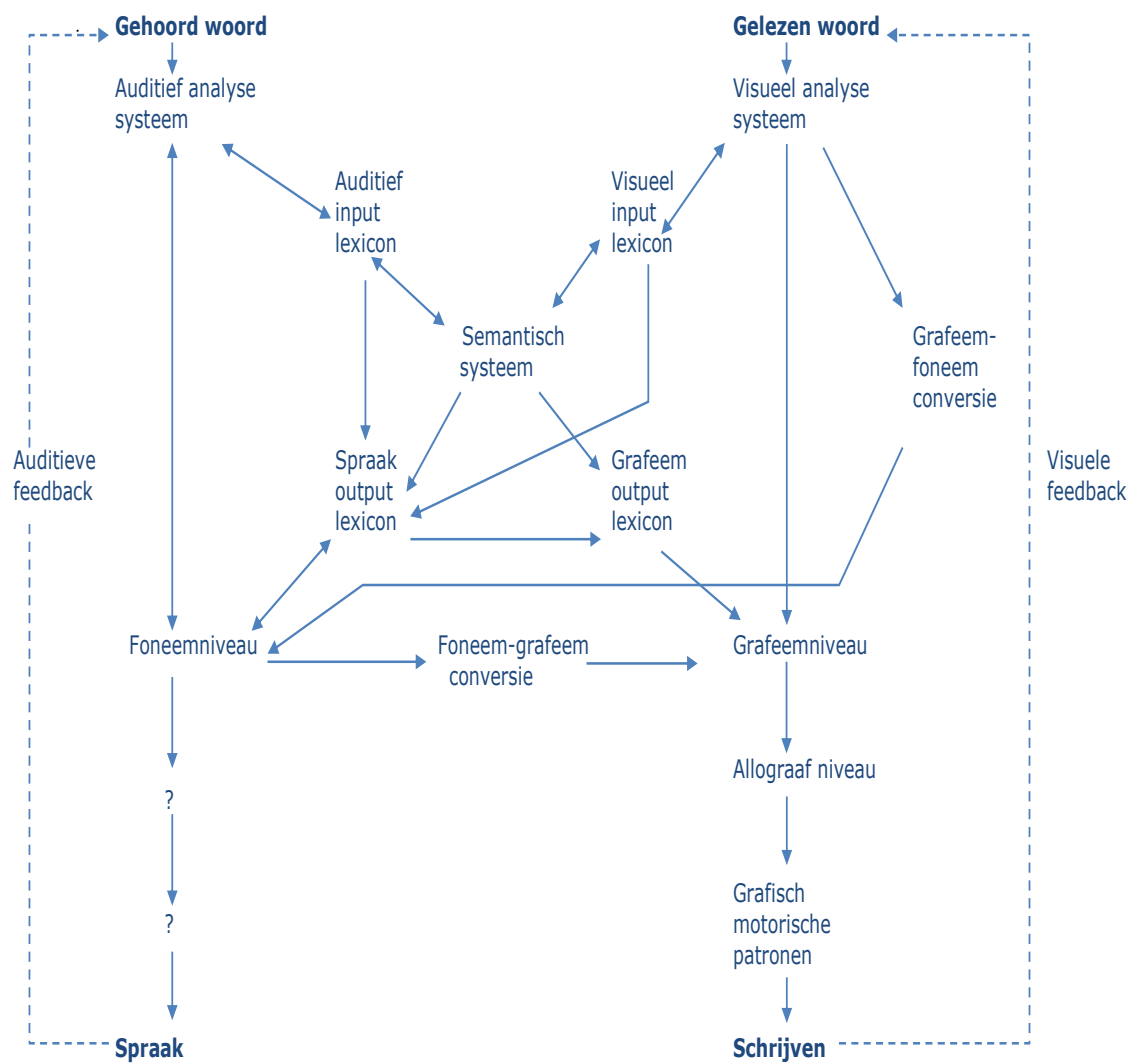 Gehoord woord
Gelezen woord
Auditief analyse
systeem
Visueel analyse
systeem
Auditief
input
lexicon
Visueel
input
lexicon
Semantisch
systeem
Grafeem-
foneem
conversie
Auditieve
feedback
Spraak
output
lexicon
Grafeem
output
lexicon
Visuele
feedback
Foneemniveau
Foneem-grafeem
conversie
Grafeemniveau
Allograaf niveau
?
?
Grafisch
motorische
patronen
Spraak
Schrijven